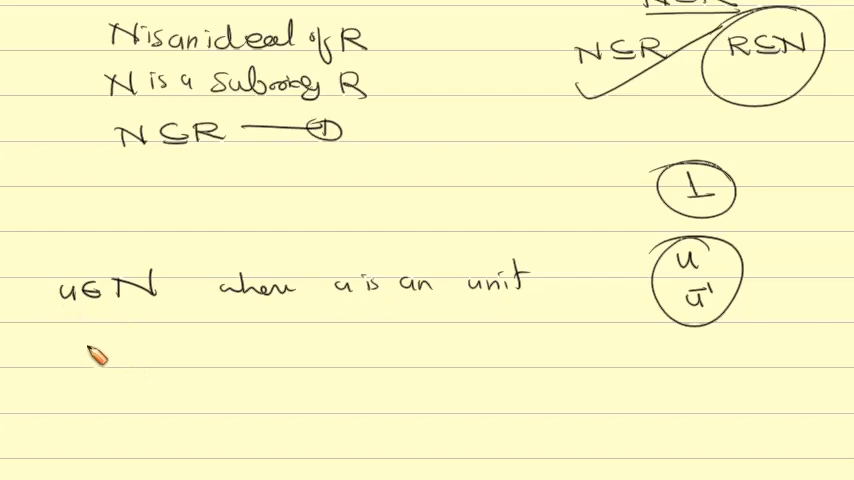 N is an ideal of R
N is a subring R
N ⊆ R — ①
N ⊆ R
R ⊆ N
1
u
u⁻¹
u ∈ N where u is an unit